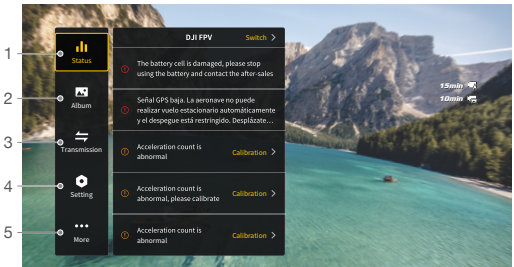 DJI FPV
Switch
1
Status
The battery cell is damaged, please stop
using the battery and contact the after-sales
2
Album
Señal GPS baja. La aeronave no puede
realizar vuelo estacionario automáticamente
y el despegue está restringido. Desplázate...
3
Transmission
Acceleration count is
abnormal
Calibration
4
Setting
Acceleration count is
abnormal, please calibrate
Calibration
5
More
Acceleration count is
abnormal
Calibration
15min
10min